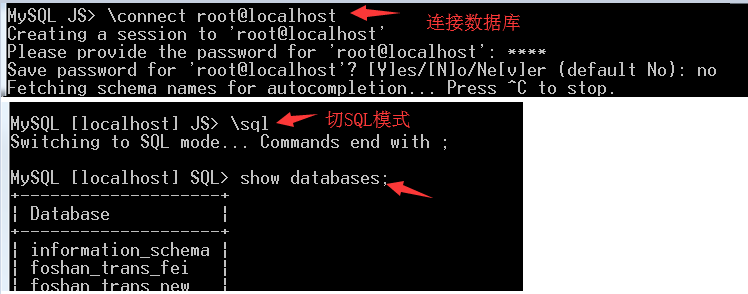 MySQL JS> \connect root@localhost
连接数据库
Creating a session to 'root@localhost'
Please provide the password for 'root@localhost': ****
Save password for 'root@localhost'? [Y]es/[N]o/Ne[v]er (default No): no
Fetching schema names for autocompletion... Press ^C to stop.
MySQL [localhost] JS> \sql
切SQL模式
Switching to SQL mode... Commands end with ;
MySQL [localhost] SQL> show databases;
+--------------------+
| Database           |
+--------------------+
| information_schema |
| foshan_trans_fei   |
| foshan_trans_new   |